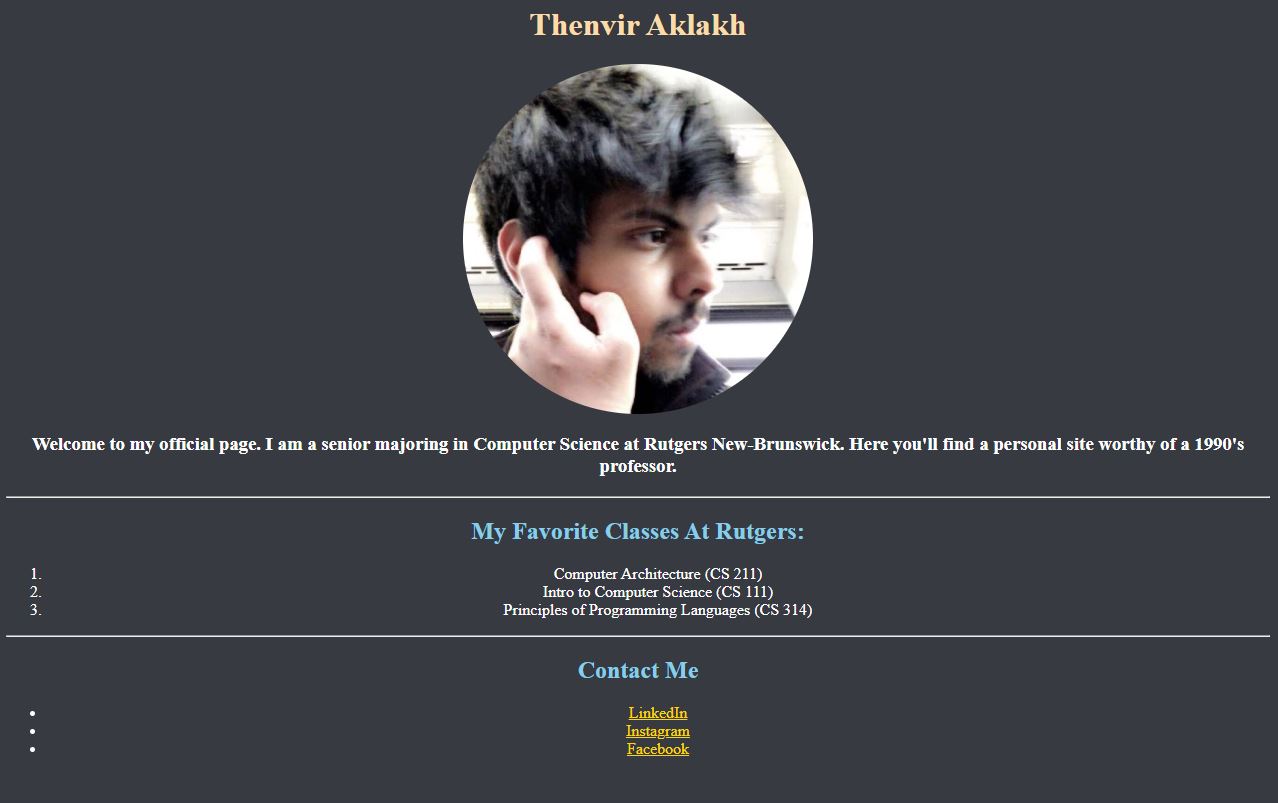 Thenvir Aklakh
Welcome to my official page. I am a senior majoring in Computer Science at Rutgers New-Brunswick. Here you'll find a personal site worthy of a 1990's
professor.
My Favorite Classes At Rutgers:
1. Computer Architecture (CS 211)
2. Intro to Computer Science (CS 111)
3. Principles of Programming Languages (CS 314)
Contact Me
• LinkedIn
• Instagram
• Facebook